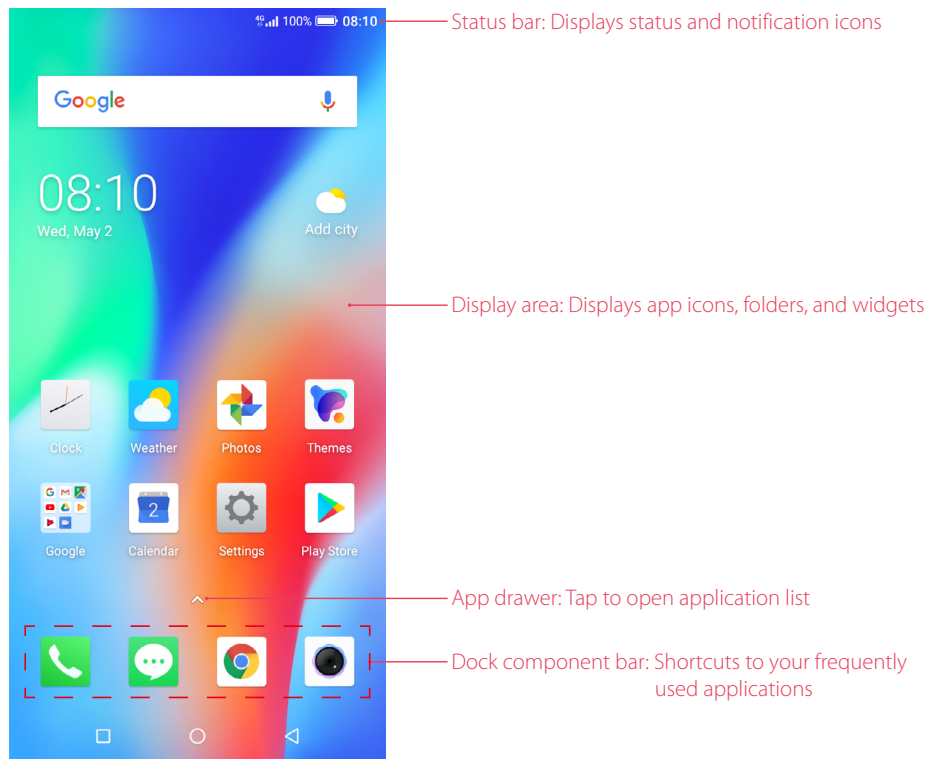 4G 100% 08:10
Status bar: Displays status and notification icons
Google
08:10
Wed, May 2
Add city
Display area: Displays app icons, folders, and widgets
Clock Weather Photos Themes
2
Google Calendar Settings Play Store
App drawer: Tap to open application list
Dock component bar: Shortcuts to your frequently
used applications